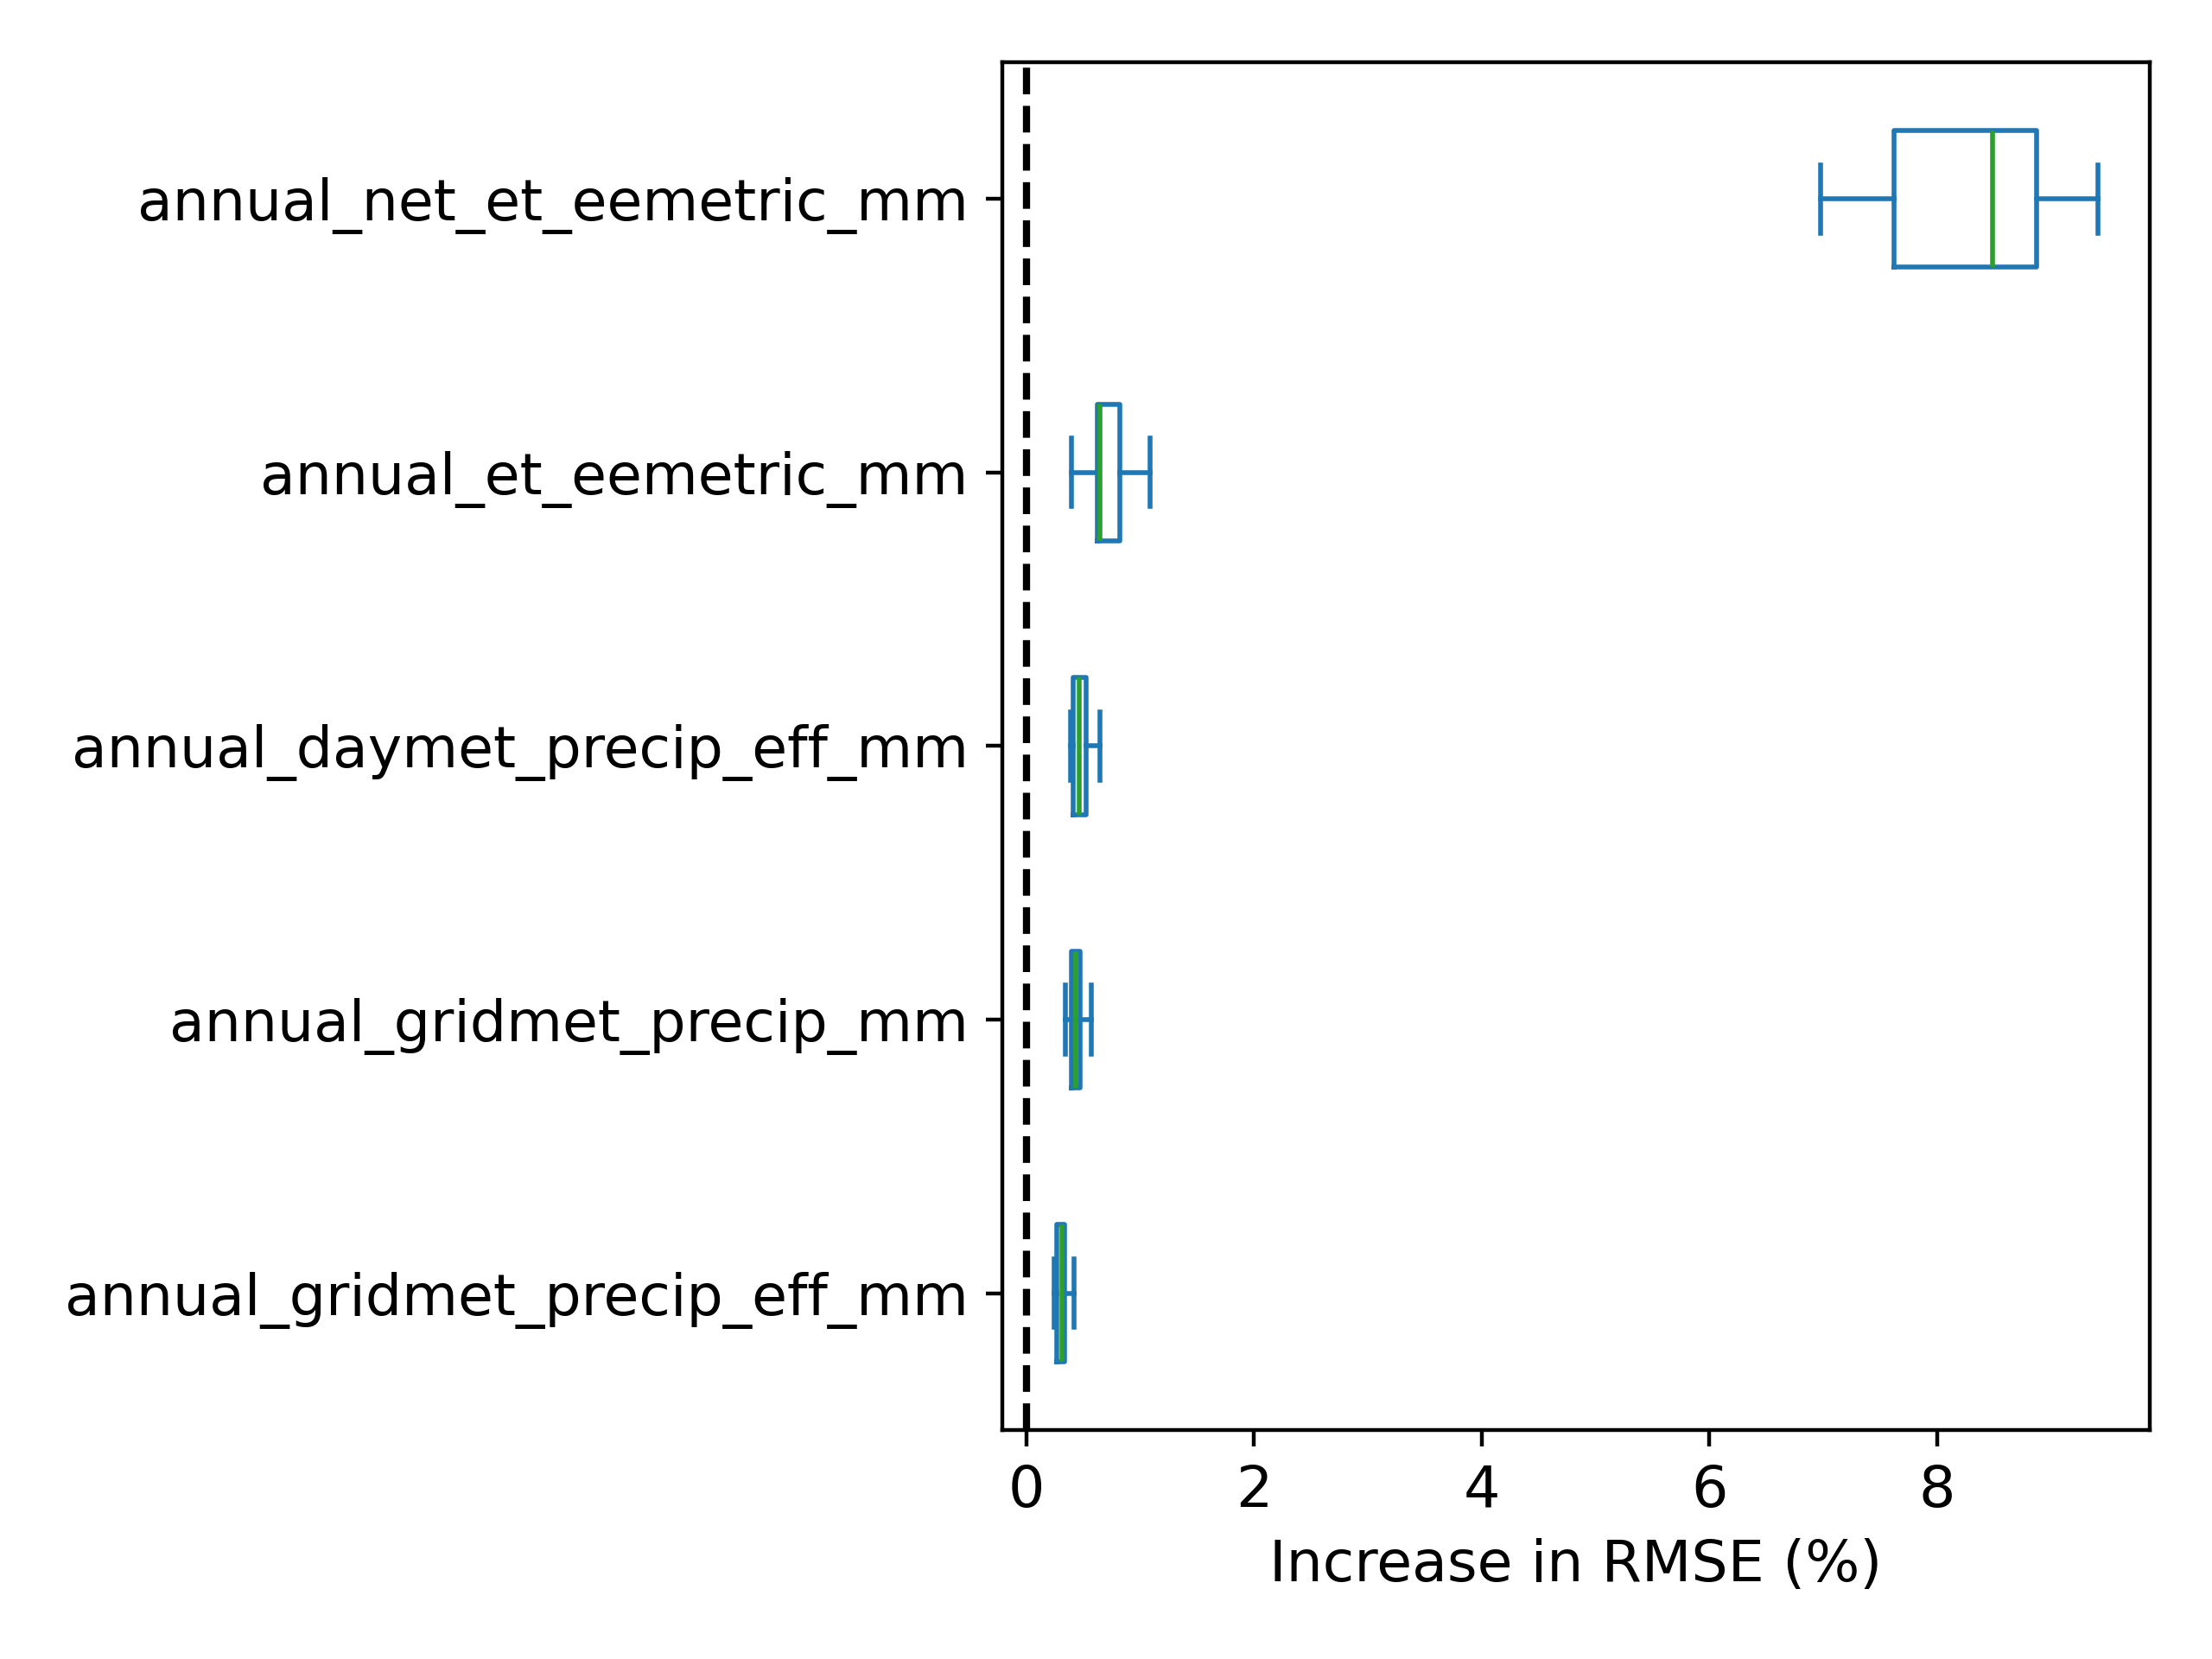 annual_net_et_eemetric_mm
annual_et_eemetric_mm
annual_daymet_precip_eff_mm
annual_gridmet_precip_mm
annual_gridmet_precip_eff_mm
0 2 4 6 8
Increase in RMSE (%)